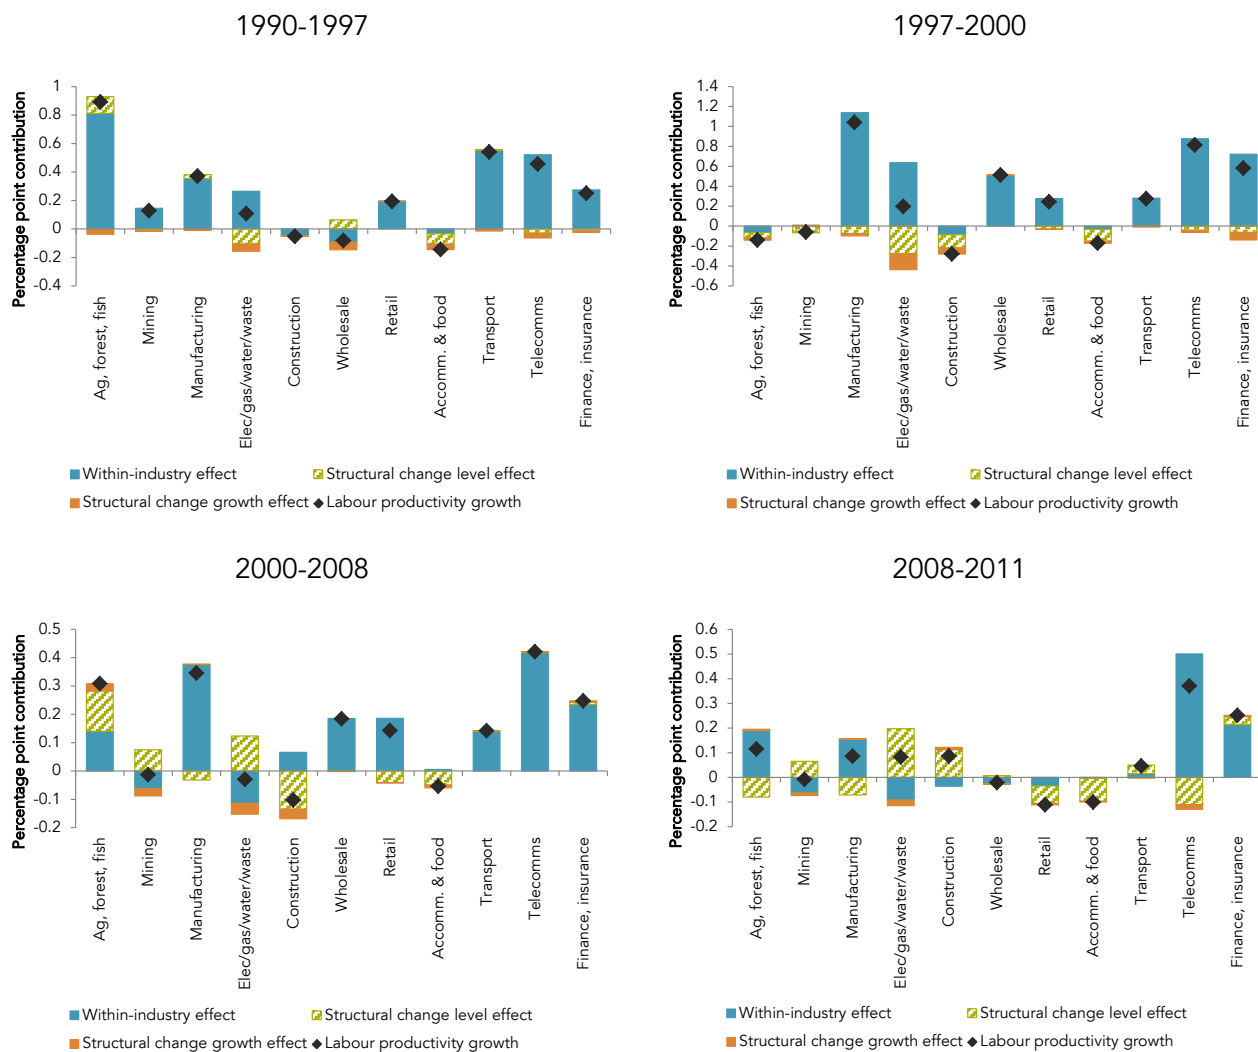 1990-1997
Percentage point contribution
1
0.8
0.6
0.4
0.2
0
-0.2
-0.4
Ag, forest, fish
Mining
Manufacturing
Elec/gas/water/waste
Construction
Wholesale
Retail
Accomm. & food
Transport
Telecomms
Finance, insurance
Within-industry effect
Structural change level effect
Structural change growth effect
Labour productivity growth
1997-2000
Percentage point contribution
1.4
1.2
1
0.8
0.6
0.4
0.2
0
-0.2
-0.4
-0.6
Ag, forest, fish
Mining
Manufacturing
Elec/gas/water/waste
Construction
Wholesale
Retail
Accomm. & food
Transport
Telecomms
Finance, insurance
Within-industry effect
Structural change level effect
Structural change growth effect
Labour productivity growth
2000-2008
Percentage point contribution
0.5
0.4
0.3
0.2
0.1
0
-0.1
-0.2
Ag, forest, fish
Mining
Manufacturing
Elec/gas/water/waste
Construction
Wholesale
Retail
Accomm. & food
Transport
Telecomms
Finance, insurance
Within-industry effect
Structural change level effect
Structural change growth effect
Labour productivity growth
2008-2011
Percentage point contribution
0.6
0.5
0.4
0.3
0.2
0.1
0
-0.1
-0.2
Ag, forest, fish
Mining
Manufacturing
Elec/gas/water/waste
Construction
Wholesale
Retail
Accomm. & food
Transport
Telecomms
Finance, insurance
Within-industry effect
Structural change level effect
Structural change growth effect
Labour productivity growth